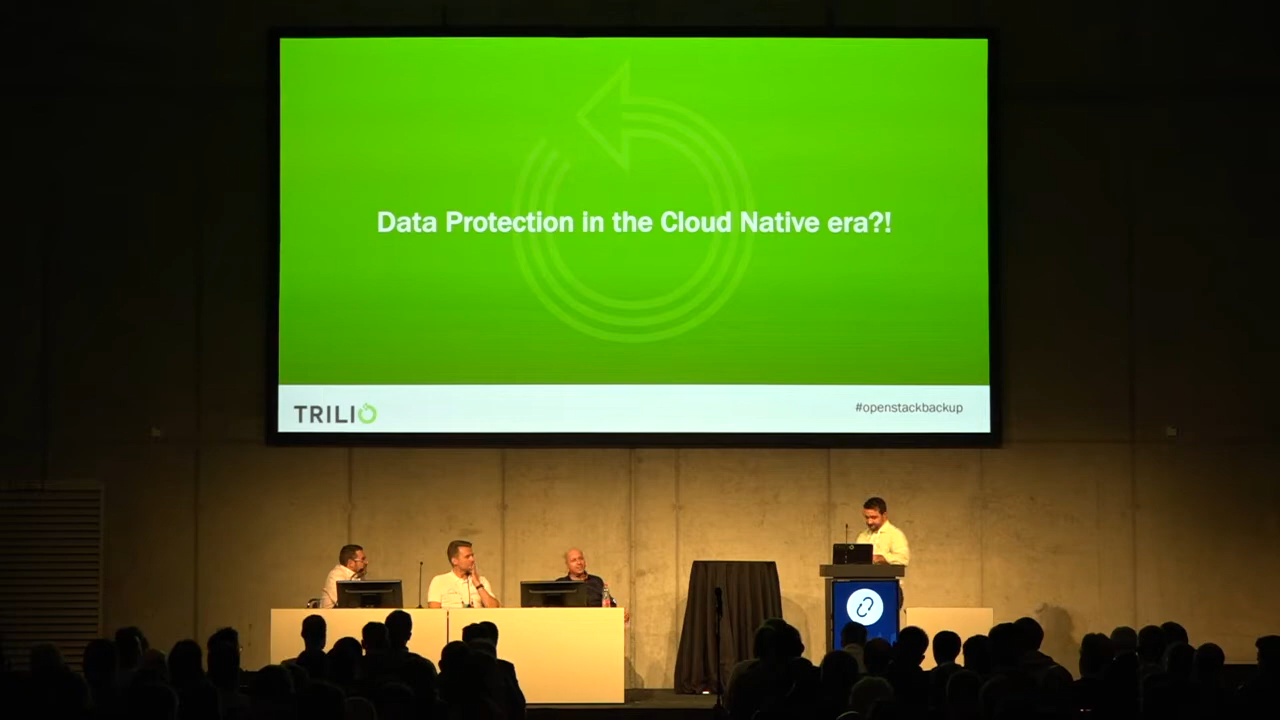 Data Protection in the Cloud Native era?!
TRILIO
#openstackbackup